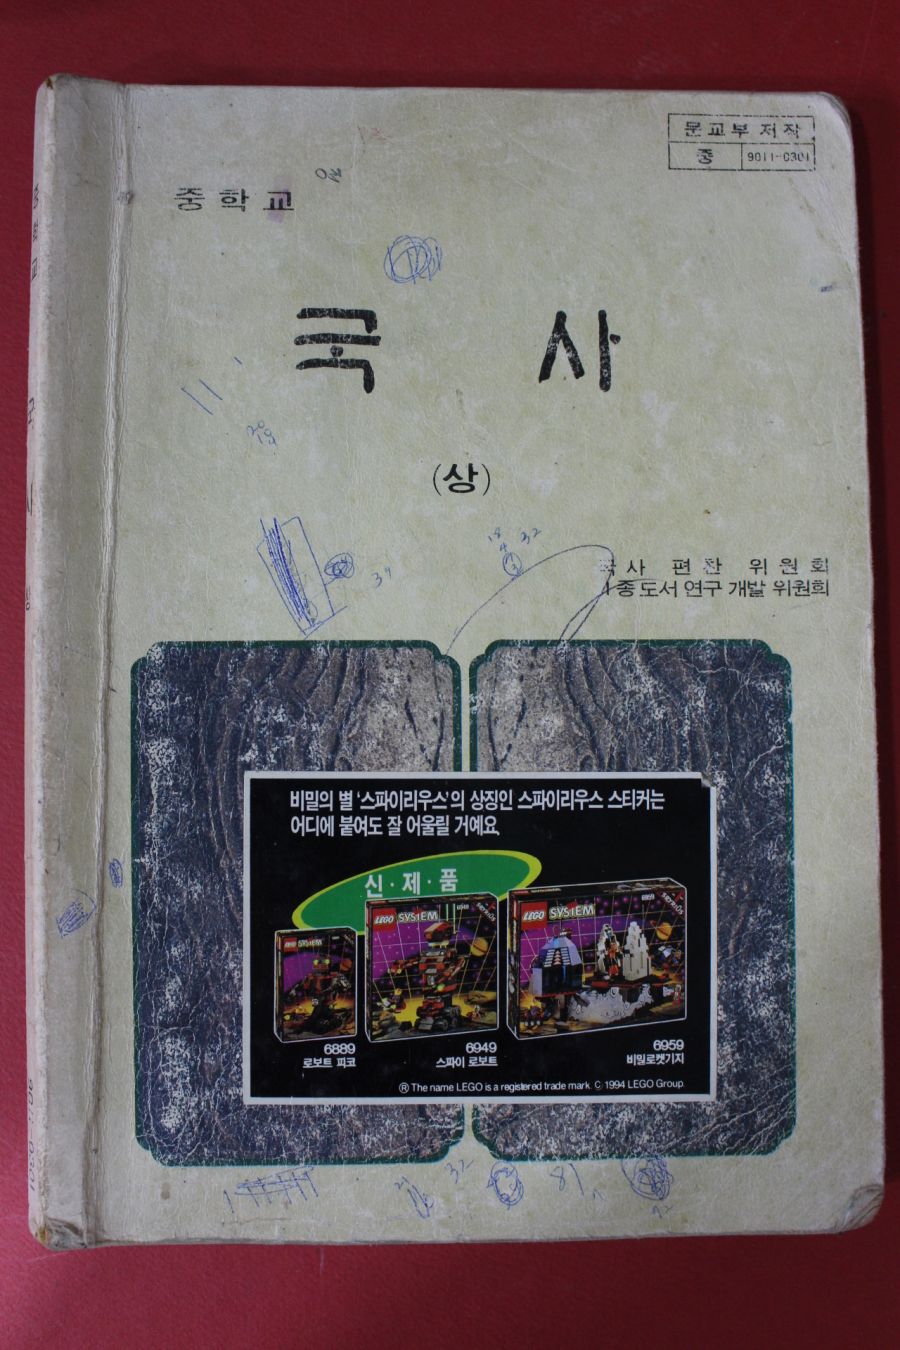 문교부 저작
중 9011-0301
중학교
국 사
(상)
국사 편찬 위원회
1종도서 연구 개발 위원회
비밀의 별 '스파이리우스'의 상징인 스파이리우스 스티커는
어디에 붙여도 잘 어울릴 거예요.
신·제·품
LEGO SYSTEM
LEGO SYSTEM 6949
LEGO SYSTEM 6959
6889
로보트 피코
6949
스파이 로보트
6959
비밀로켓기지
® The name LEGO is a registered trade mark. © 1994 LEGO Group.
32